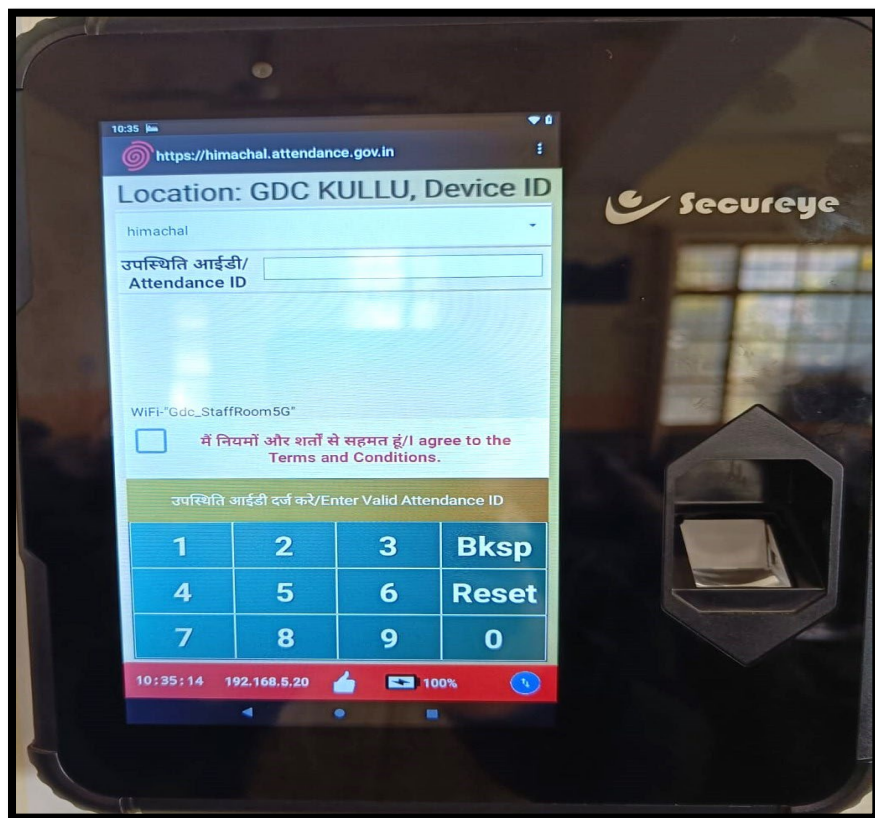 10:35
https://himachal.attendance.gov.in
Location: GDC KULLU, Device ID
Secureye
himachal
उपस्थिति आईडी/
Attendance ID
WiFi-"Gdc_StaffRoom5G"
मैं नियमों और शर्तों से सहमत हूं/I agree to the
Terms and Conditions.
उपस्थिति आईडी दर्ज करे/Enter Valid Attendance ID
1 2 3 Bksp
4 5 6 Reset
7 8 9 0
10:35:14 192.168.5.20 100%